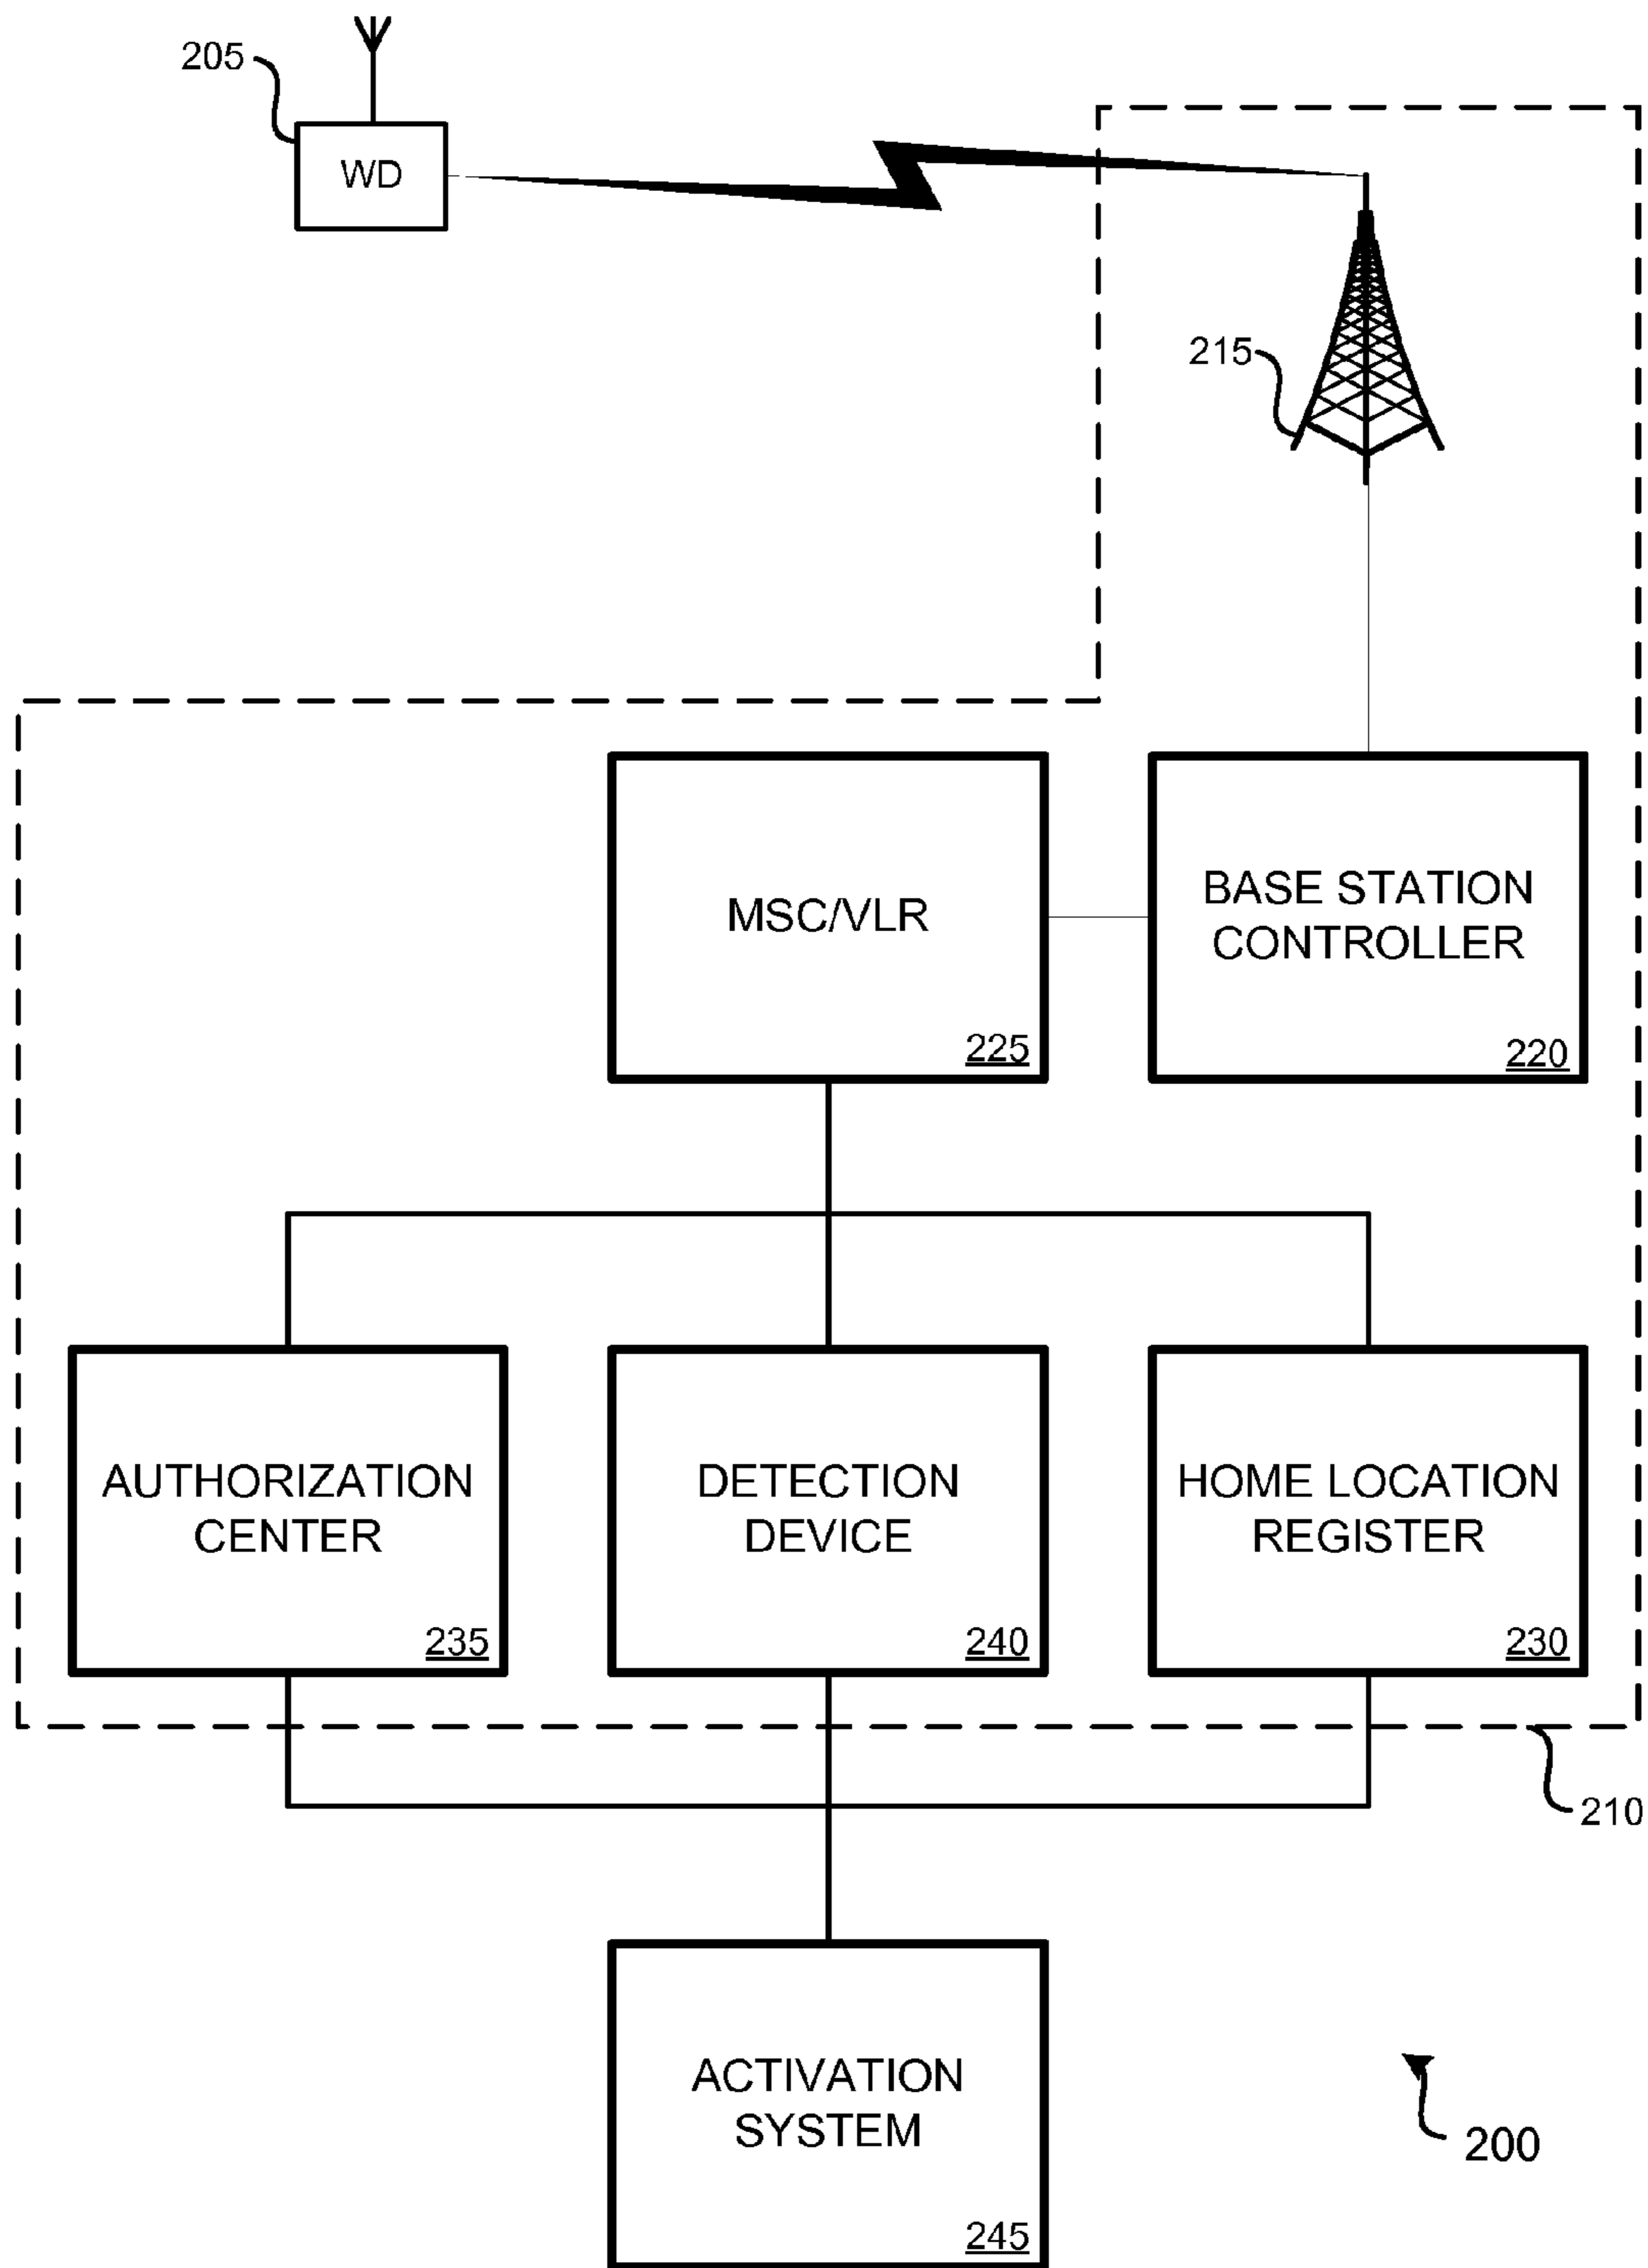 205
WD
215
MSC/VLR
225
BASE STATION
CONTROLLER
220
AUTHORIZATION
CENTER
235
DETECTION
DEVICE
240
HOME LOCATION
REGISTER
230
210
ACTIVATION
SYSTEM
245
200